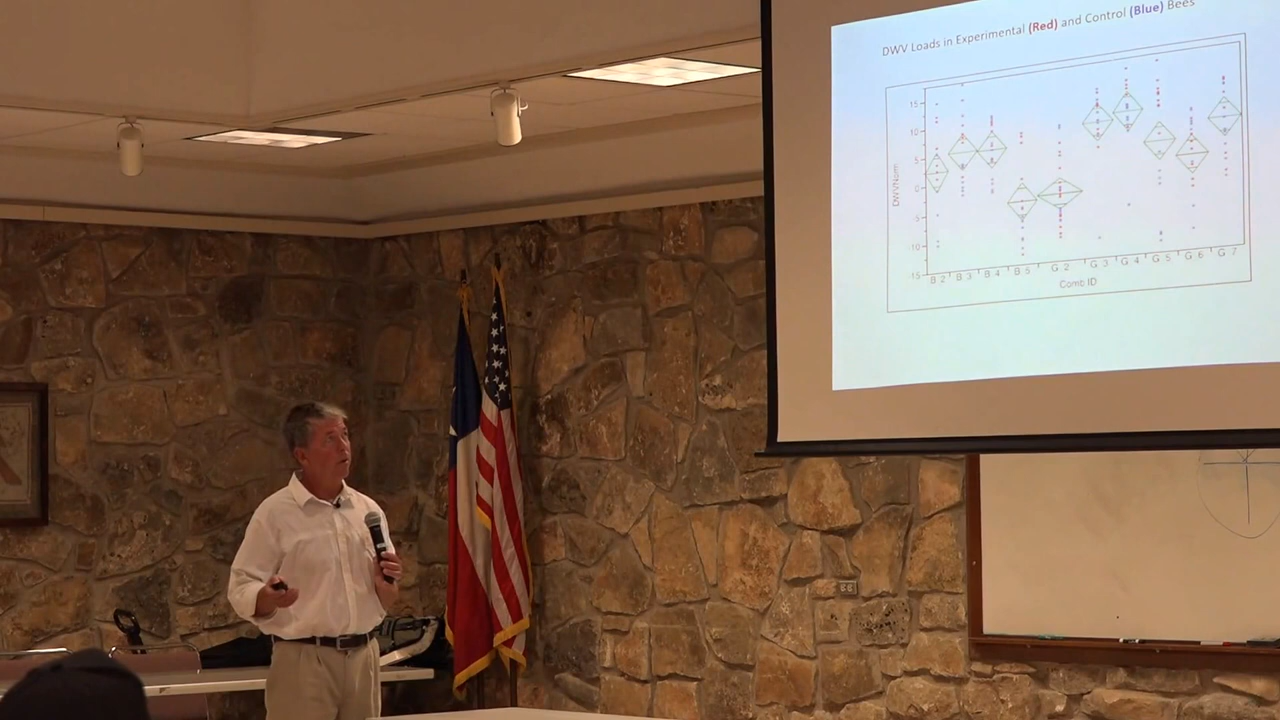 DWV Loads in Experimental (Red) and Control (Blue) Bees
15
10
5
0
-5
-10
-15
DWVNorm
B 2 B 3 B 4 B 5 G 2 G 3 G 4 G 5 G 6 G 7
Comb ID